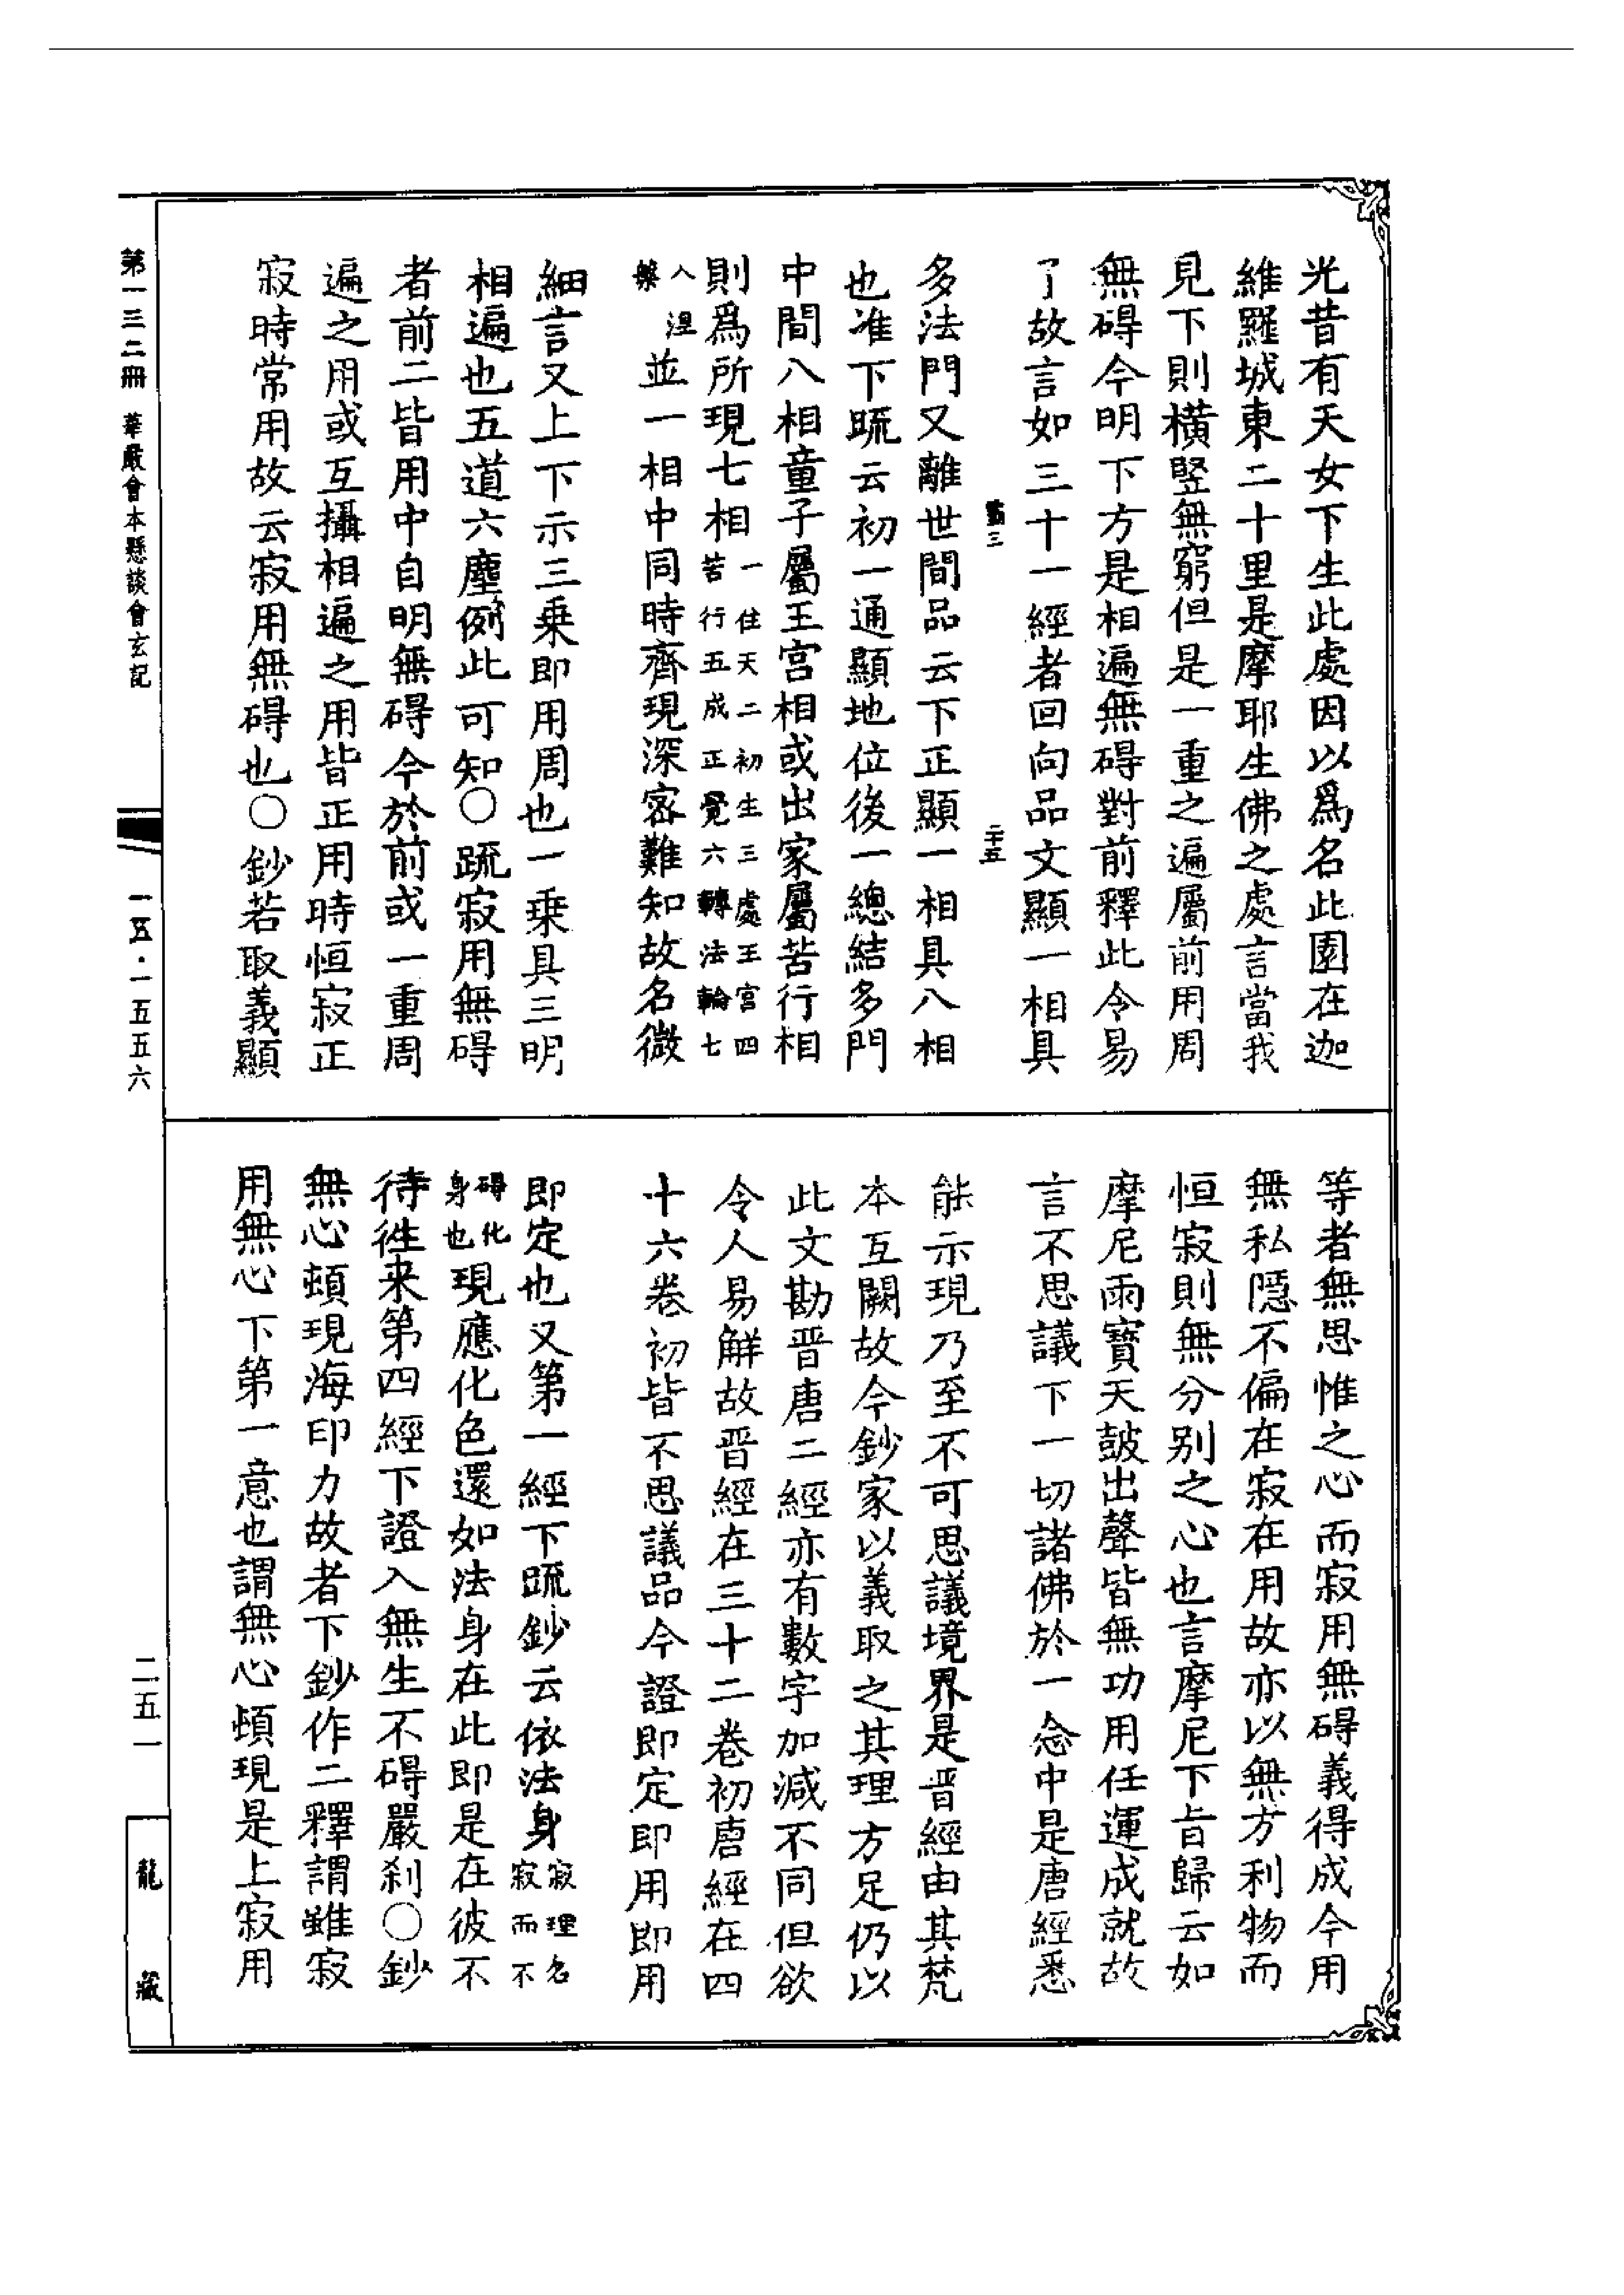 光昔有天女下生此處因以爲名此園在迦
維羅城東二十里是摩耶生佛之處言當我
見下則橫竪無窮但是一重之遍屬前用周
無碍今明下方是相遍無碍對前釋此令易
了故言如三十一經者回向品文顯一相具
二十五
多法門又離世間品云下正顯一相具八相
也准下䟽云初一通顯地位後一總結多門
中間八相童子屬王宮相或出家屬苦行相
則爲所現七相一住天二初生三處王宮四苦行五成正覺六轉法輪七
入涅槃並一相中同時齊現深宻難知故名微
細言又上下示三乗即用周也一乗具三明
相遍也五道六塵例此可知〇䟽寂用無碍
者前二皆用中自明無碍今於前或一重周
遍之用或互攝相遍之用皆正用時恒寂正
寂時常用故云寂用無碍也〇鈔若取義顯
等者無思惟之心而寂用無碍義得成今用
無私隱不偏在寂在用故亦以無方利物而
恒寂則無分别之心也言摩尼下旨歸云如
摩尼雨寳天皷出聲皆無功用任運成就故
言不思議下一切諸佛於一念中是唐經悉
能示現乃至不可思議境界是晋經由其梵
本互闕故今鈔家以義取之其理方足仍以
此文勘晋唐二經亦有數字加減不同但欲
令人易解故晋經在三十二卷初唐經在四
十六卷初皆不思議品今證即定即用即用
即定也又第一經下䟽鈔云依法身寂理名寂而不
碍化身也現應化色還如法身在此即是在彼不
待徃来第四經下證入無生不碍嚴刹〇鈔
無心頓現海印力故者下鈔作二釋謂雖寂
用無心下第一意也謂無心頓現是上寂用
第一三二冊 華嚴會本懸談會玄記
一五·一五五六
二五一
龍藏